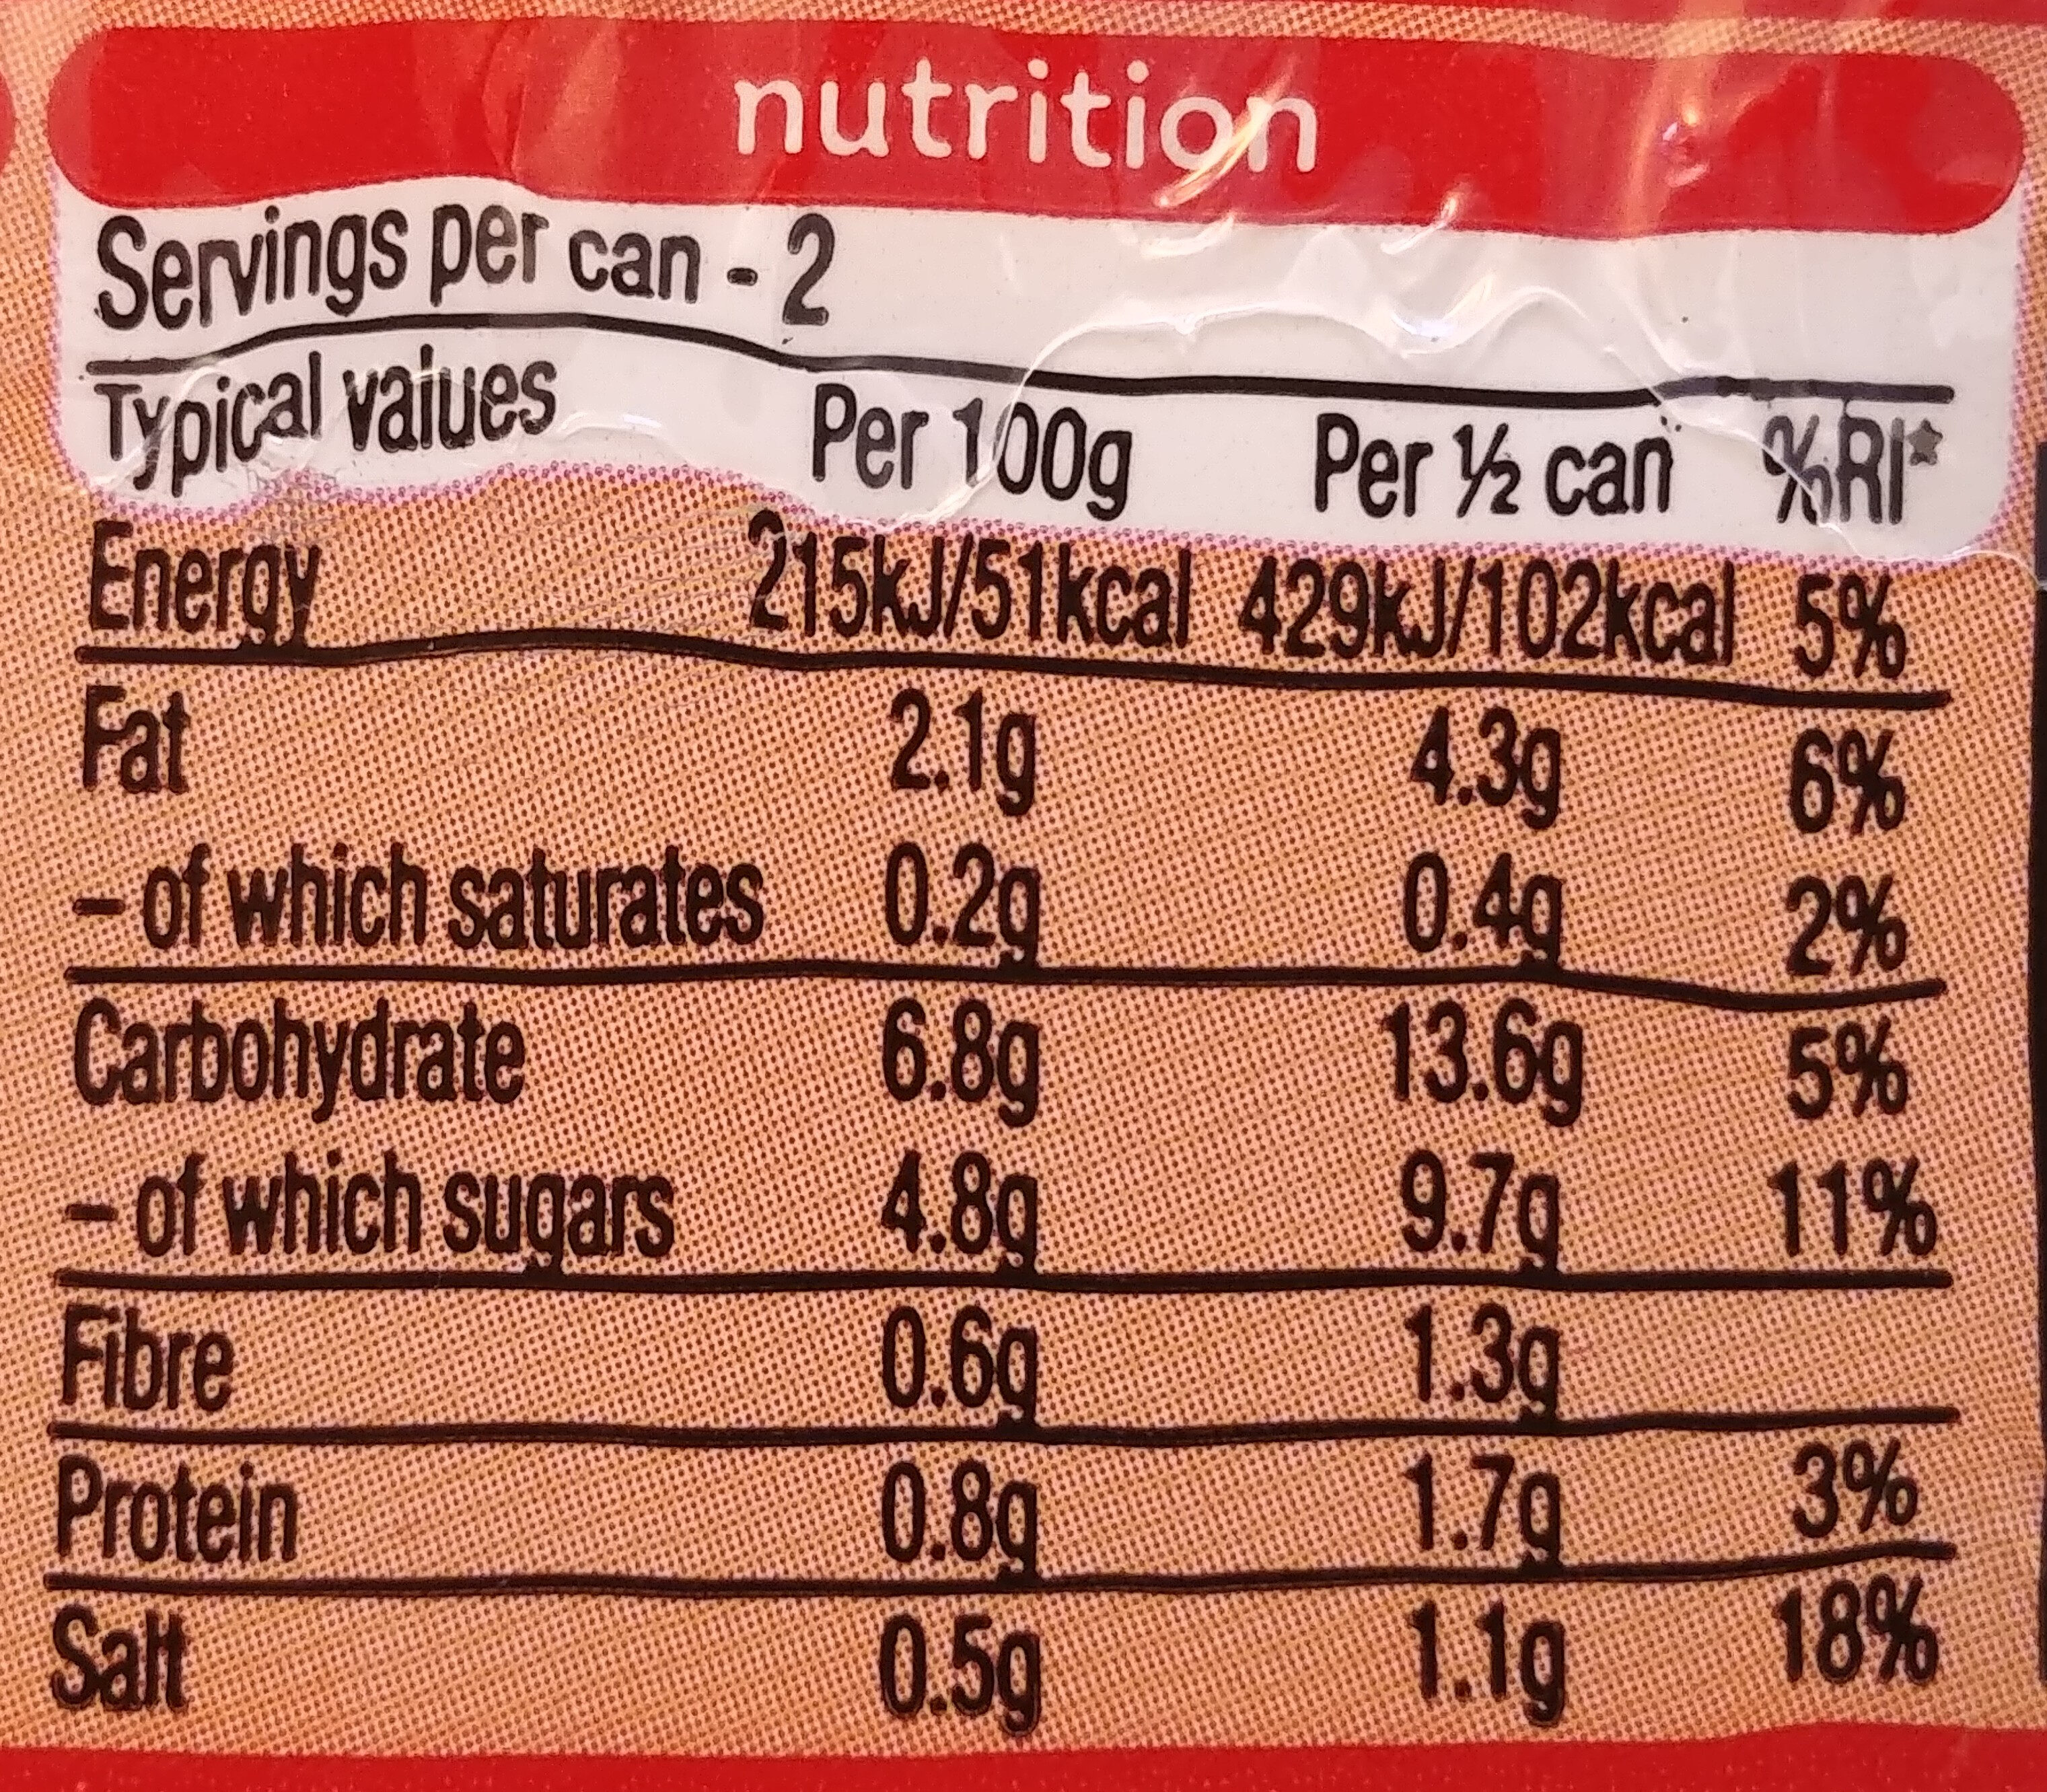 nutrition
Servings per can - 2
Typical values Per 100g Per ½ can %RI*
Energy 215kJ/51kcal 429kJ/102kcal 5%
Fat 2.1g 4.3g 6%
– of which saturates 0.2g 0.4g 2%
Carbohydrate 6.8g 13.6g 5%
– of which sugars 4.8g 9.7g 11%
Fibre 0.6g 1.3g
Protein 0.8g 1.7g 3%
Salt 0.5g 1.1g 18%